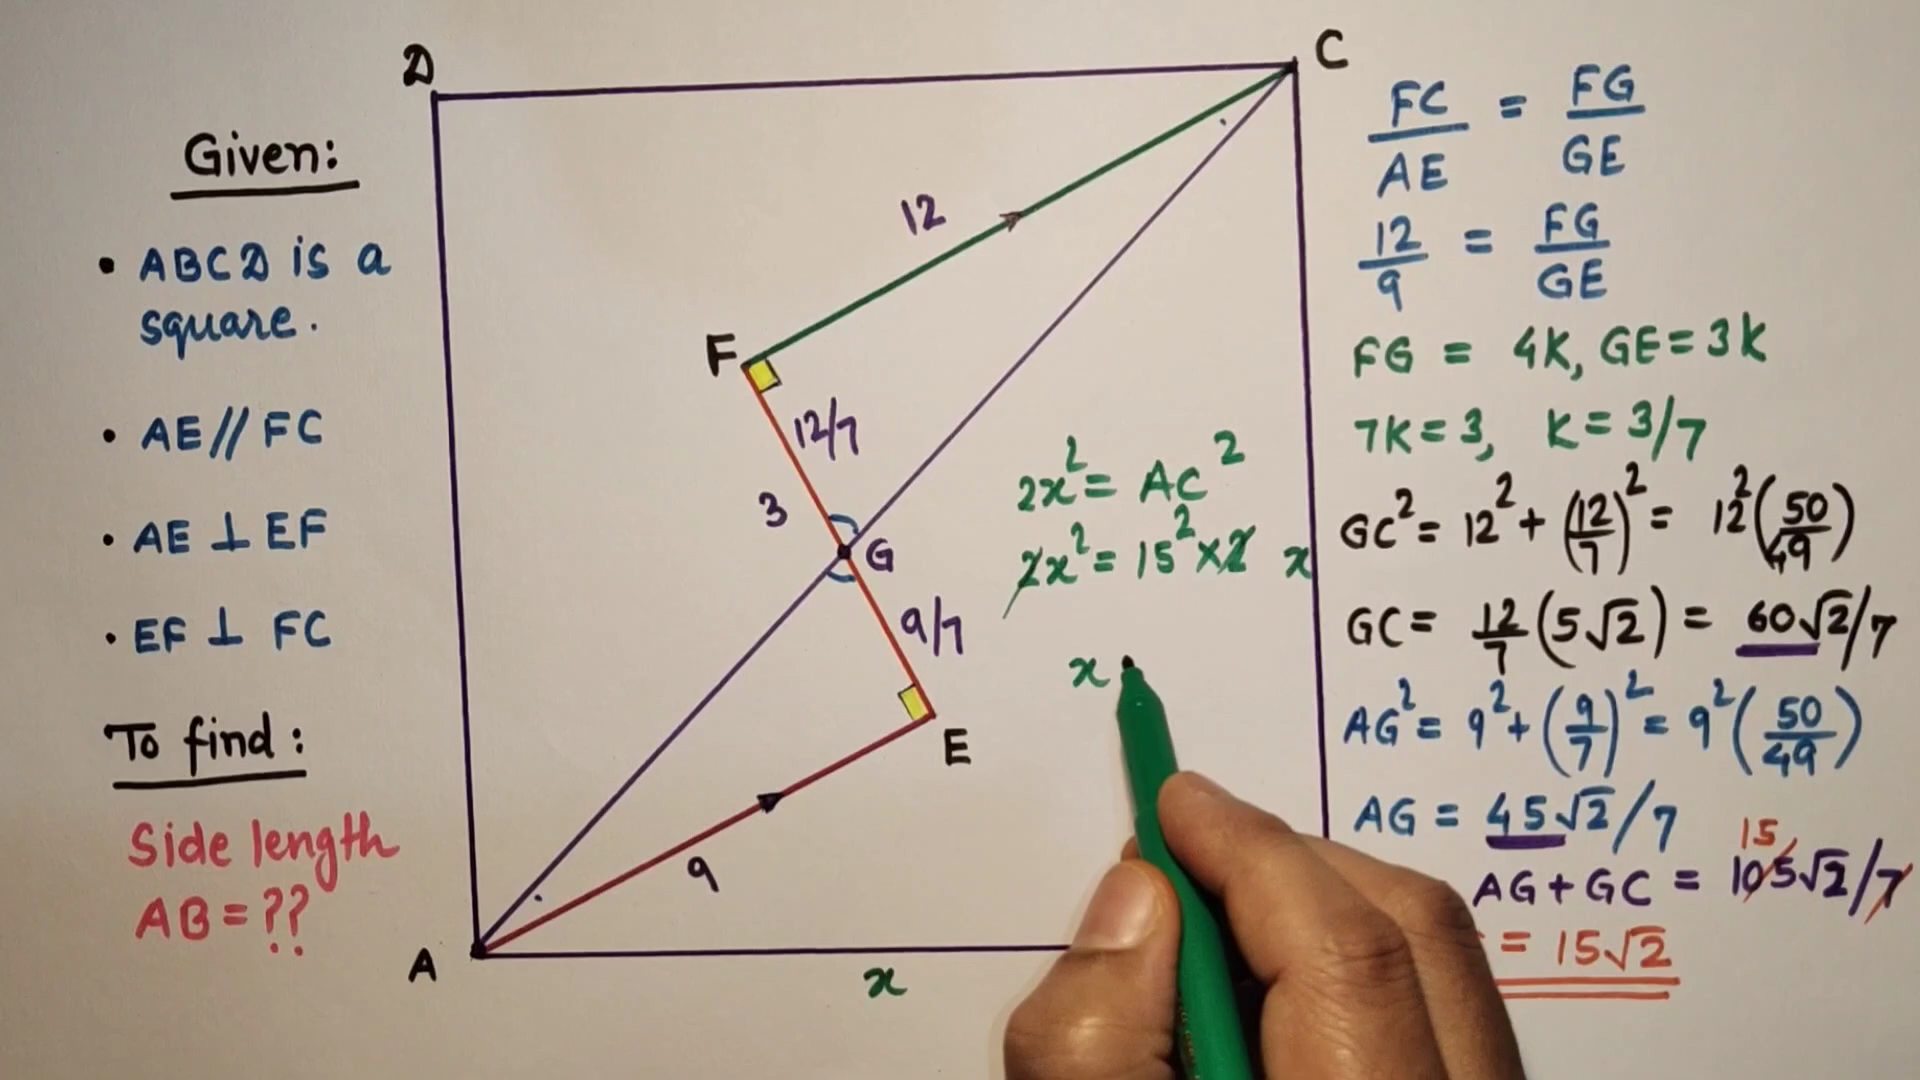 Given:
• ABCD is a
square.
• AE // FC
• AE ⊥ EF
• EF ⊥ FC
To find:
Side length
AB = ??
D
C
12
F
12/7
3
G
9/7
E
9
A
x
x
2x² = AC²
2x² = 15² × 2
x
FC/AE = FG/GE
12/9 = FG/GE
FG = 4K, GE = 3K
7K = 3, K = 3/7
GC² = 12² + (12/7)² = 12² (50/49)
GC = 12/7 (5√2) = 60√2/7
AG² = 9² + (9/7)² = 9² (50/49)
AG = 45√2/7
15
AG + GC = 105√2/7
= 15√2